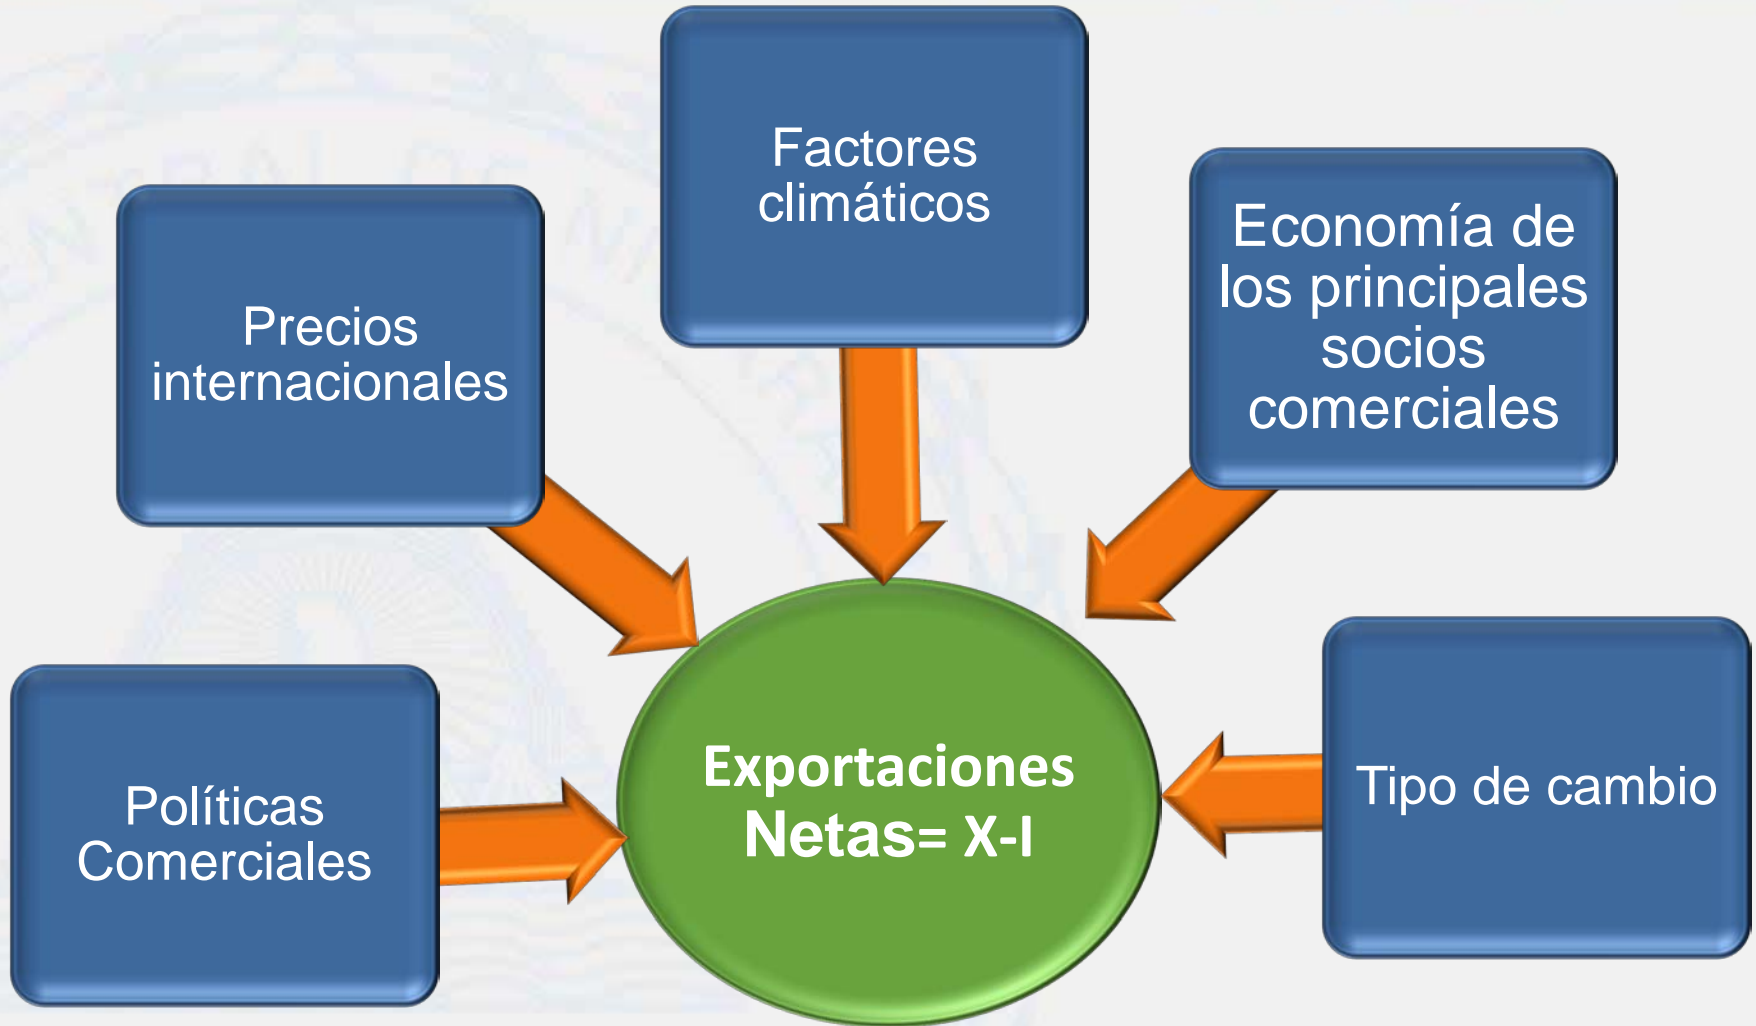 Factores
climáticos
Precios
internacionales
Economía de
los principales
socios
comerciales
Políticas
Comerciales
Exportaciones
Netas= X-I
Tipo de cambio